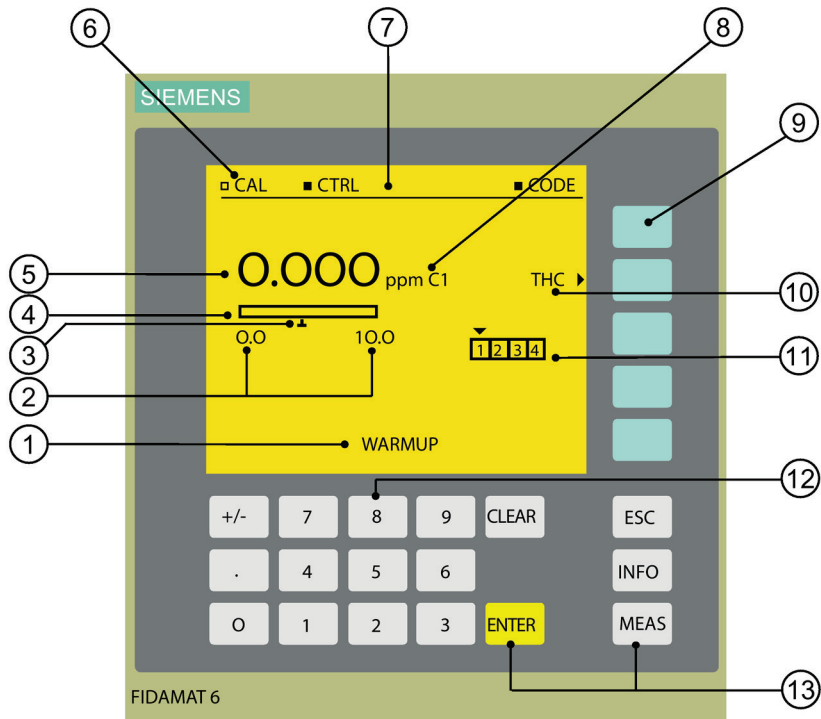 6 7 8
SIEMENS
9
CAL CTRL CODE
0.000 ppm C1
THC
5
4
10
3
0.0 10.0
1 2 3 4
11
2
1
WARMUP
12
+/- 7 8 9 CLEAR ESC
. 4 5 6 INFO
O 1 2 3 ENTER MEAS
13
FIDAMAT 6